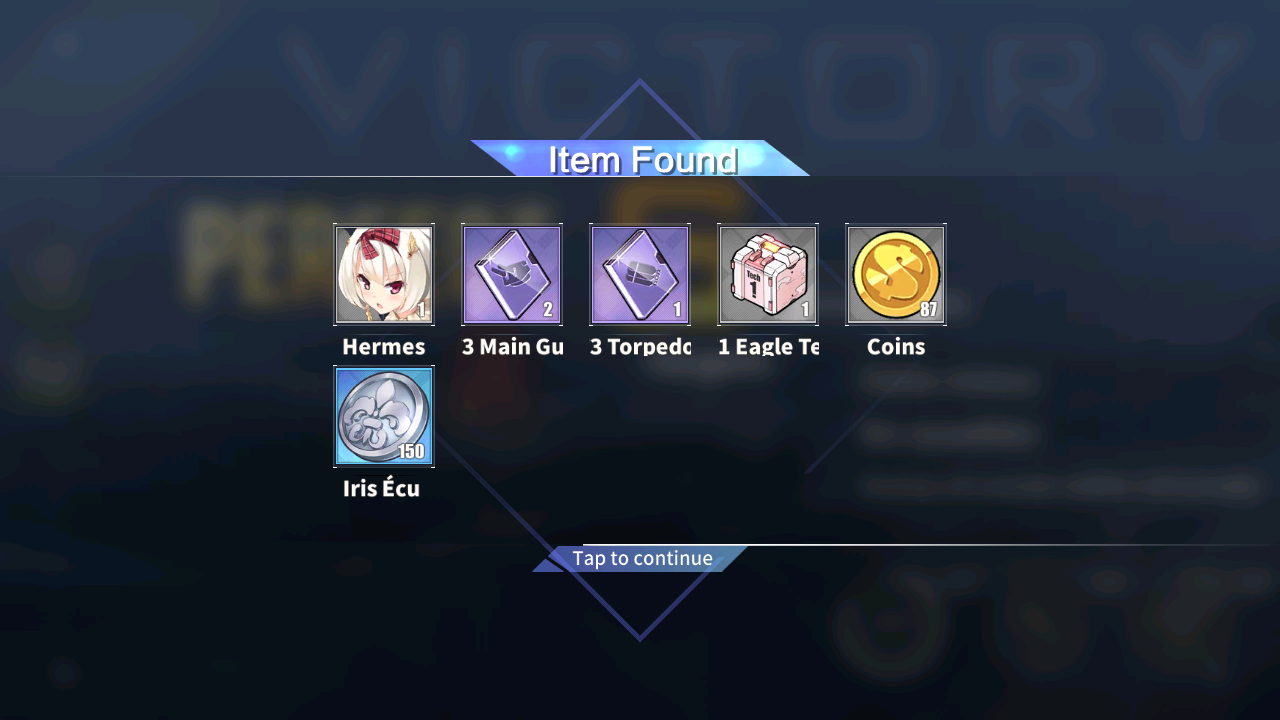 VICTORY
Item Found
1
2
1
Tech
1
1
87
Hermes
3 Main Gu
3 Torpedo
1 Eagle Te
Coins
150
Iris Écu
Tap to continue